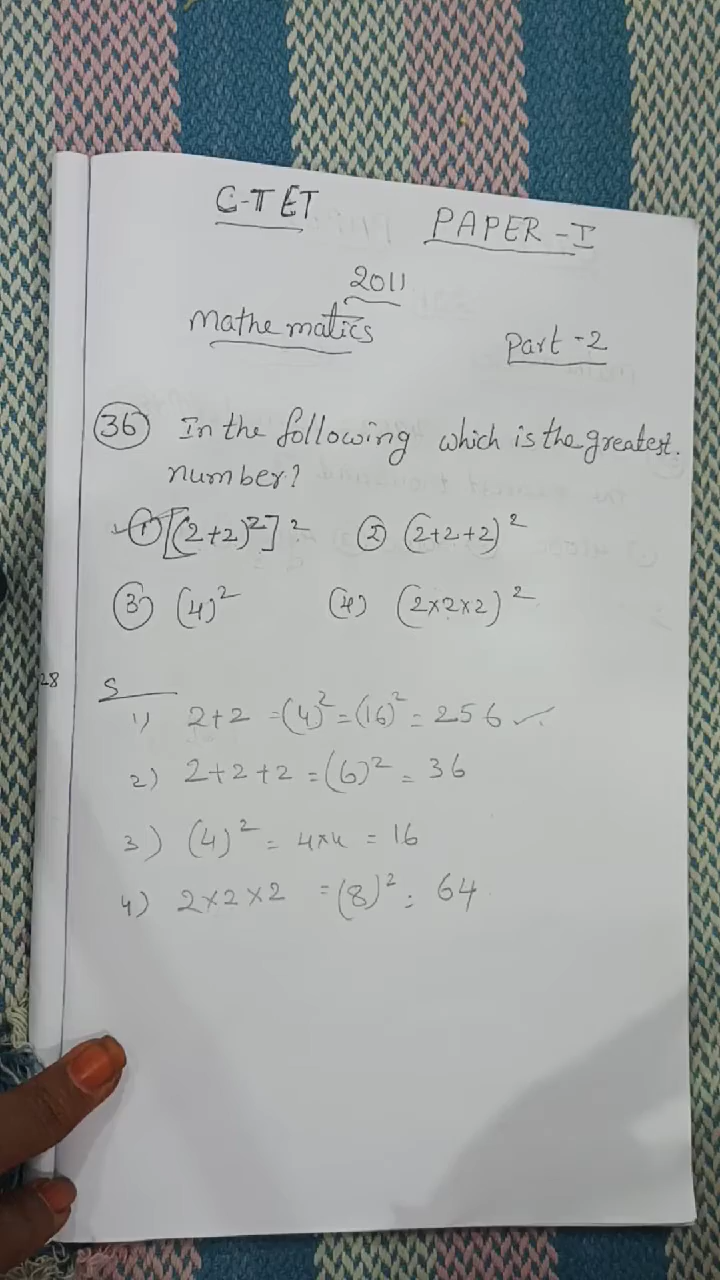 C-TET PAPER-I
2011
Mathematics Part-2
36 In the following which is the greatest.
number?
1 [(2+2)²]² 2 (2+2+2)²
3 (4)² (4) (2×2×2)²
28 S
1) 2+2 =(4)²=(16)²= 256 ✓
2) 2+2+2 =(6)² = 36
3) (4)² = 4×4 = 16
4) 2×2×2 =(8)² = 64